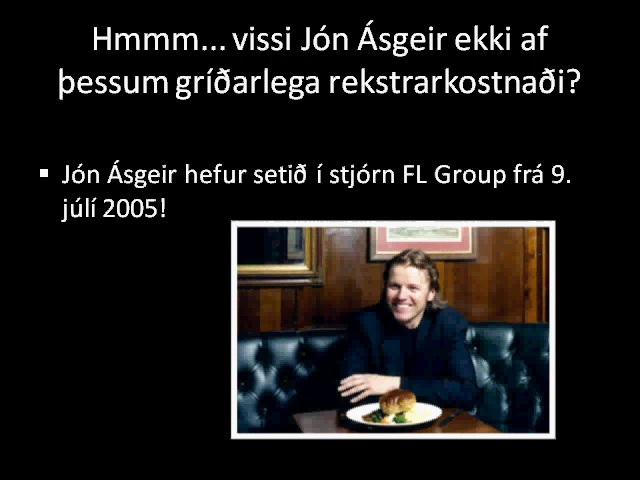 Hmmm... vissi Jón Ásgeir ekki af
þessum gríðarlega rekstrarkostnaði?
▪ Jón Ásgeir hefur setið í stjórn FL Group frá 9.
júlí 2005!